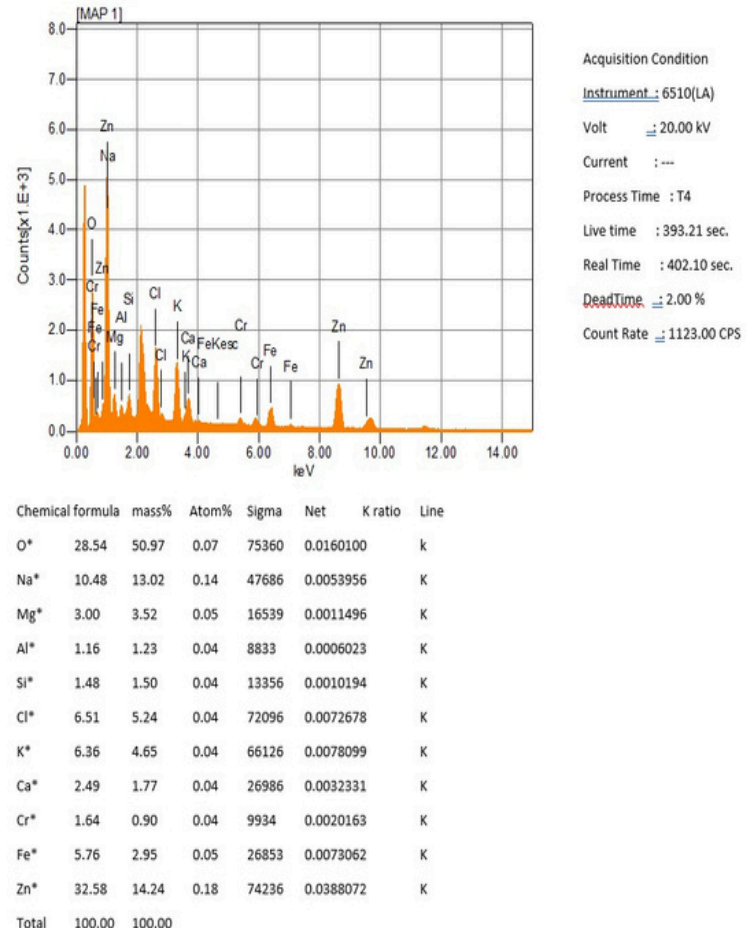 [MAP 1]
8.0
7.0
6.0
5.0
4.0
3.0
2.0
1.0
0.0
Counts[x1.E+3]
Zn
Na
O
Zn
Cr
Fe
Fe
Cr
Mg
Al
Si
Cl
Cl
K
Ca
K
Ca
FeKesc
Cr
Cr
Fe
Fe
Zn
Zn
0.00 2.00 4.00 6.00 8.00 10.00 12.00 14.00
keV
Acquisition Condition
Instrument : 6510(LA)
Volt : 20.00 kV
Current : ---
Process Time : T4
Live time : 393.21 sec.
Real Time : 402.10 sec.
DeadTime : 2.00 %
Count Rate : 1123.00 CPS
Chemical formula mass% Atom% Sigma Net K ratio Line
O* 28.54 50.97 0.07 75360 0.0160100 k
Na* 10.48 13.02 0.14 47686 0.0053956 K
Mg* 3.00 3.52 0.05 16539 0.0011496 K
Al* 1.16 1.23 0.04 8833 0.0006023 K
Si* 1.48 1.50 0.04 13356 0.0010194 K
Cl* 6.51 5.24 0.04 72096 0.0072678 K
K* 6.36 4.65 0.04 66126 0.0078099 K
Ca* 2.49 1.77 0.04 26986 0.0032331 K
Cr* 1.64 0.90 0.04 9934 0.0020163 K
Fe* 5.76 2.95 0.05 26853 0.0073062 K
Zn* 32.58 14.24 0.18 74236 0.0388072 K
Total 100.00 100.00